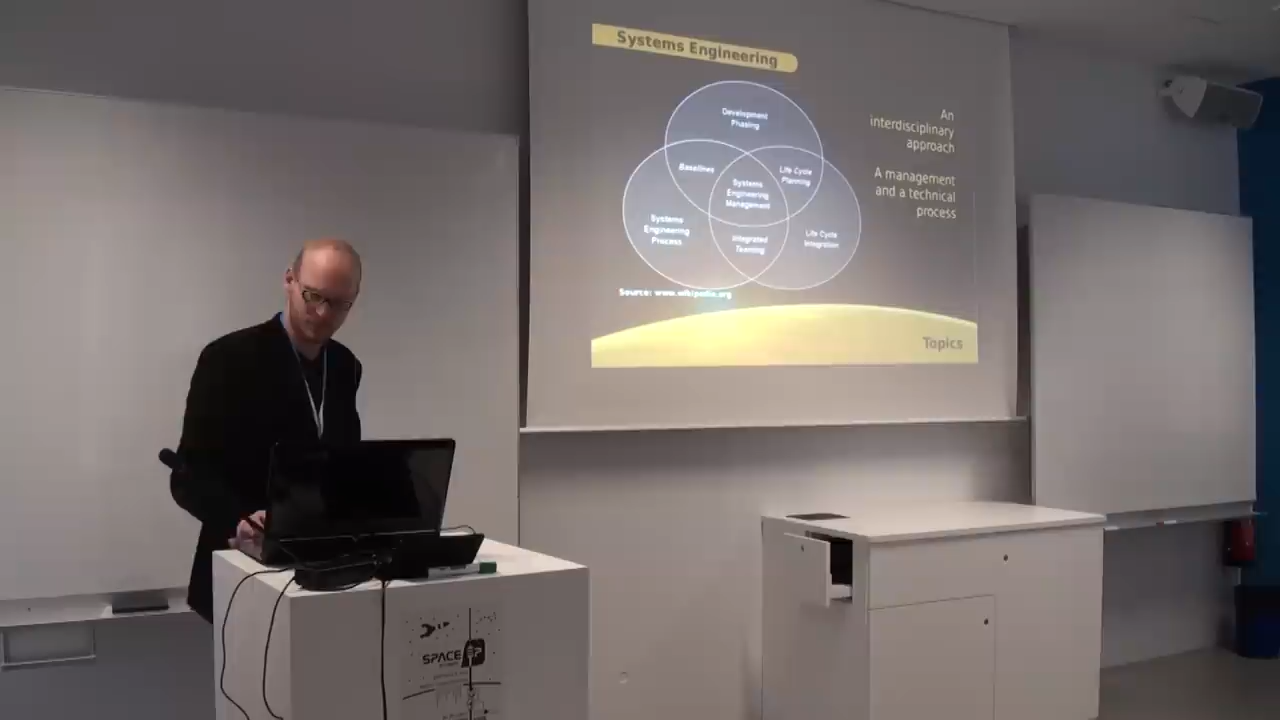 Systems Engineering
Development
Phasing
Baselines
Life Cycle
Planning
Systems
Engineering
Management
Systems
Engineering
Process
Integrated
Teaming
Life Cycle
Integration
Source: www.wikipedia.org
An
interdisciplinary
approach
A management
and a technical
process
Topics
SPACE UP